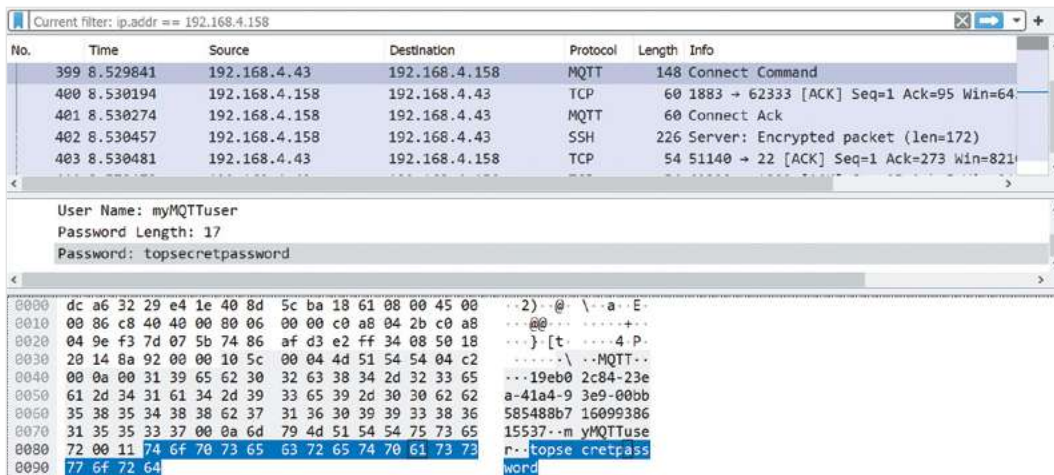 Current filter: ip.addr == 192.168.4.158
No. Time Source Destination Protocol Length Info
399 8.529841 192.168.4.43 192.168.4.158 MQTT 148 Connect Command
400 8.530194 192.168.4.158 192.168.4.43 TCP 60 1883 → 62333 [ACK] Seq=1 Ack=95 Win=64
401 8.530274 192.168.4.158 192.168.4.43 MQTT 60 Connect Ack
402 8.530457 192.168.4.158 192.168.4.43 SSH 226 Server: Encrypted packet (len=172)
403 8.530481 192.168.4.43 192.168.4.158 TCP 54 51140 → 22 [ACK] Seq=1 Ack=273 Win=821
User Name: myMQTTuser
Password Length: 17
Password: topsecretpassword
0000 dc a6 32 29 e4 1e 40 8d 5c ba 18 61 08 00 45 00 ··2)··@· \··a··E·
0010 00 86 c8 40 40 00 80 06 00 00 c0 a8 04 2b c0 a8 ···@@··· ·····+··
0020 04 9e f3 7d 07 5b 74 86 af d3 e2 ff 34 08 50 18 ···}·[t· ····4·P·
0030 20 14 8a 92 00 00 10 5c 00 04 4d 51 54 54 04 c2 ······\ ··MQTT··
0040 00 0a 00 31 39 65 62 30 32 63 38 34 2d 32 33 65 ···19eb0 2c84-23e
0050 61 2d 34 31 61 34 2d 39 33 65 39 2d 30 30 62 62 a-41a4-9 3e9-00bb
0060 35 38 35 34 38 38 62 37 31 36 30 39 39 33 38 36 585488b7 16099386
0070 31 35 35 33 37 00 0a 6d 79 4d 51 54 54 75 73 65 15537··m yMQTTuse
0080 72 00 11 74 6f 70 73 65 63 72 65 74 70 61 73 73 r··topse cretpass
0090 77 6f 72 64 word